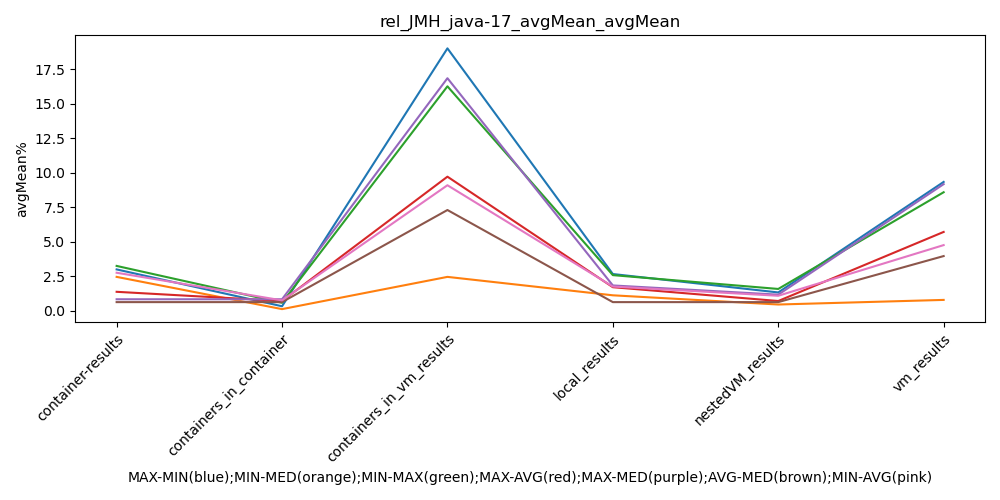 rel_JMH_java-17_avgMean_avgMean
avgMean%
17.5
15.0
12.5
10.0
7.5
5.0
2.5
0.0
container-results
containers_in_container
containers_in_vm_results
local_results
nestedVM_results
vm_results
MAX-MIN(blue);MIN-MED(orange);MIN-MAX(green);MAX-AVG(red);MAX-MED(purple);AVG-MED(brown);MIN-AVG(pink)